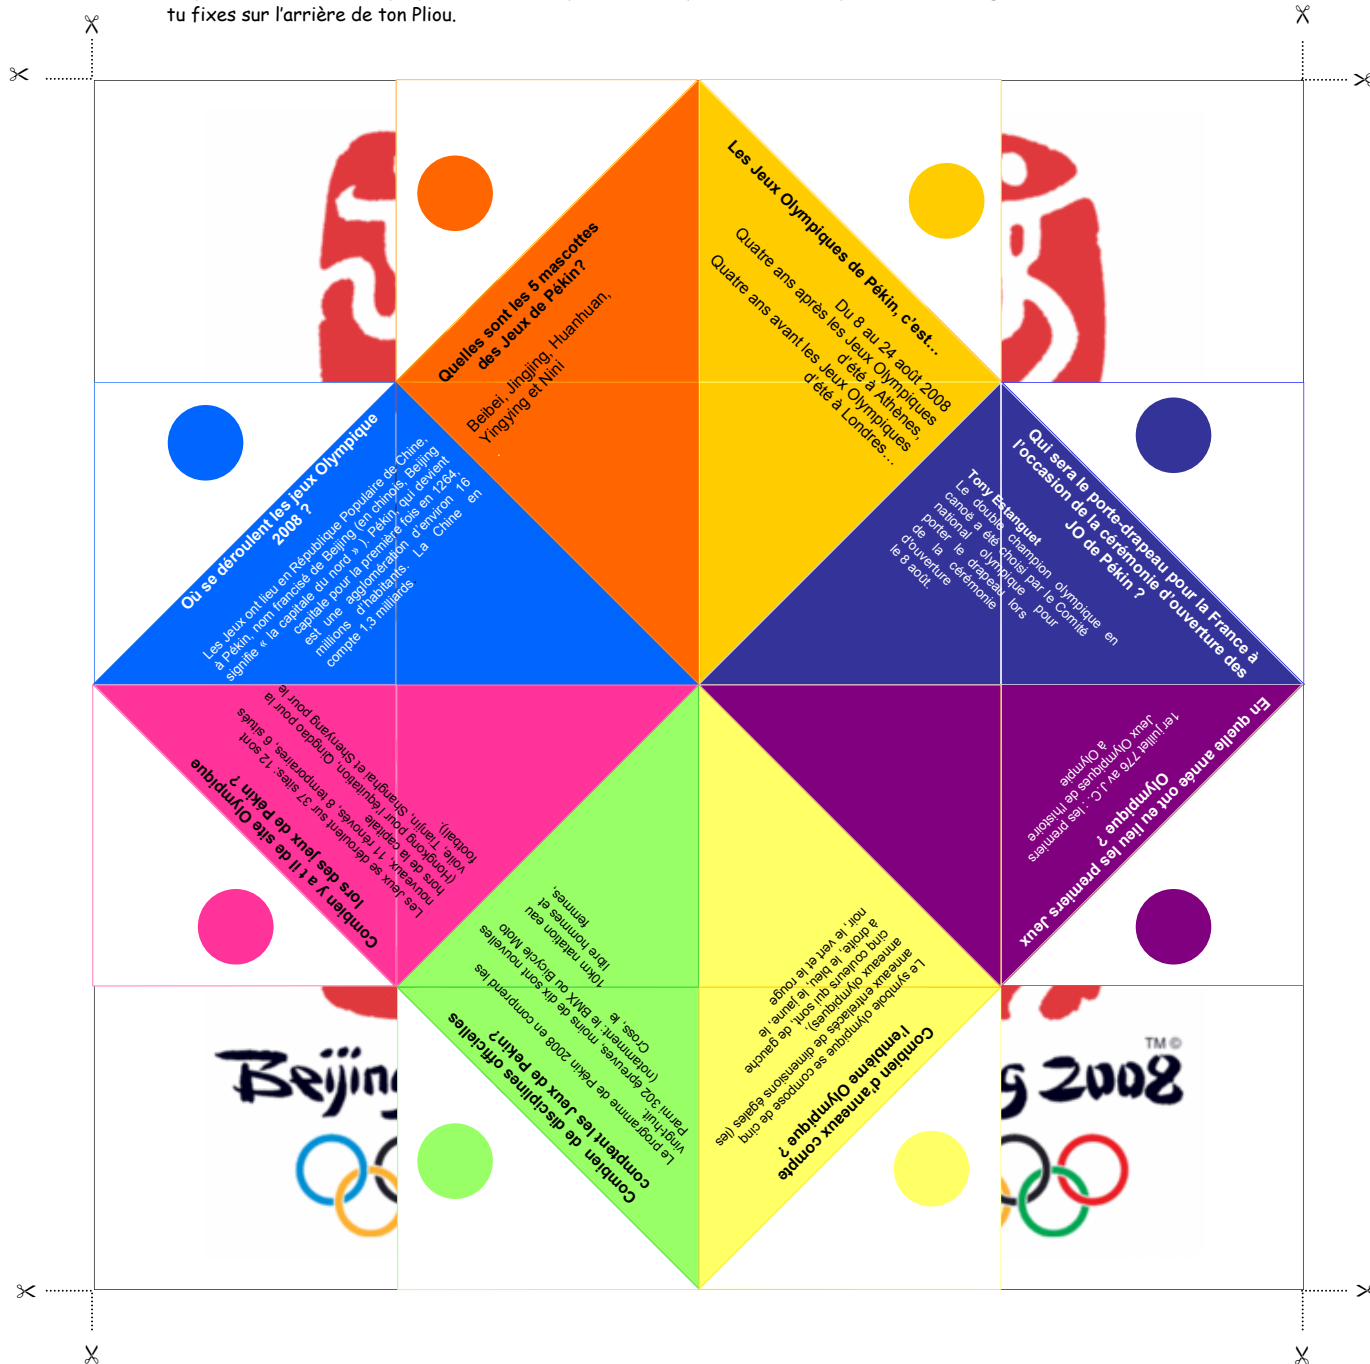 tu fixes sur l'arrière de ton Pliou.
Quelles sont les 5 mascottes
des Jeux de Pékin?
Beibei, Jingjing, Huanhuan,
Yingying et Nini
.
Les Jeux Olympiques de Pékin, c'est...
Du 8 au 24 août 2008
Quatre ans après les Jeux Olympiques
d'été à Athènes,
Quatre ans avant les Jeux Olympiques
d'été à Londres...
Où se déroulent les jeux Olympique
2008 ?
Les Jeux ont lieu en République Populaire de Chine,
à Pékin, nom francisé de Beijing (en chinois, Beijing
signifie « la capitale du nord » ). Pékin, qui devient
capitale pour la première fois en 1264,
est une agglomération d'environ 16
millions d'habitants. La Chine en
compte 1,3 milliards.
Qui sera le porte-drapeau pour la France à
l'occasion de la cérémonie d'ouverture des
JO de Pékin ?
Tony Estanguet
Le double champion olympique en
canoë a été chois par le Comité
national olympique pour
porter le drapeau lors
de la cérémonie
d'ouverture
le 8 août.
Combien y a t il de site Olympique
lors des jeux de Pékin ?
Les Jeux se déroulent sur 37 sites: 12 sont
nouveaux, 11 rénovés, 8 temporaires, 6 situés
hors de la capitale
(Hongkong pour l'équitation, Qingdao pour la
voile, Tianjin, Shanghai et Shenyang pour le
football),
En quelle année ont eu lieu les premiers Jeux
Olympique ?
1er juillet 776 av J.C. : les premiers
Jeux Olympiques de l'histoire
à Olympie
Combien de disciplines officielles
comptent les Jeux de Pekin?
Le programme de Pékin 2008 en comprend les
vingt-huit.
Parmi 302 épreuves, moins de dix sont nouvelles
(notamment: le BMX ou Bicycle Moto
Cross, le
10km natation eau
libre hommes et
femmes,
Combien d'anneaux compte
l'emblème Olympique ?
Le symbole olympique se compose de cinq
anneaux entrelacés de dimensions égales (les
anneaux olympiques),
cinq couleurs qui sont, de gauche
à droite, le bleu, le jaune, le
noir, le vert et le rouge
Beijing
g 2008
TM ©